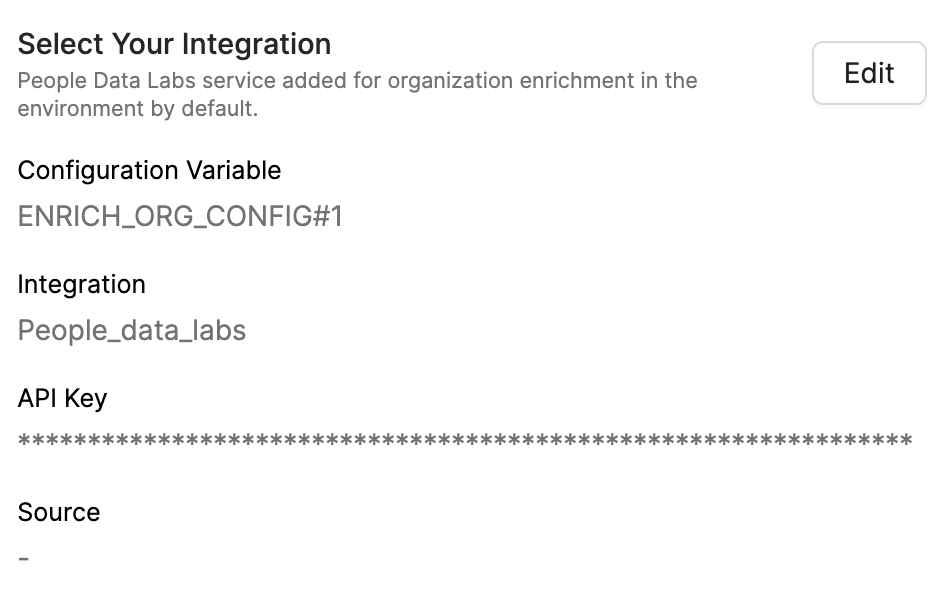 Select Your Integration
People Data Labs service added for organization enrichment in the
environment by default.
Edit
Configuration Variable
ENRICH_ORG_CONFIG#1
Integration
People_data_labs
API Key
****************************************************************
Source
-